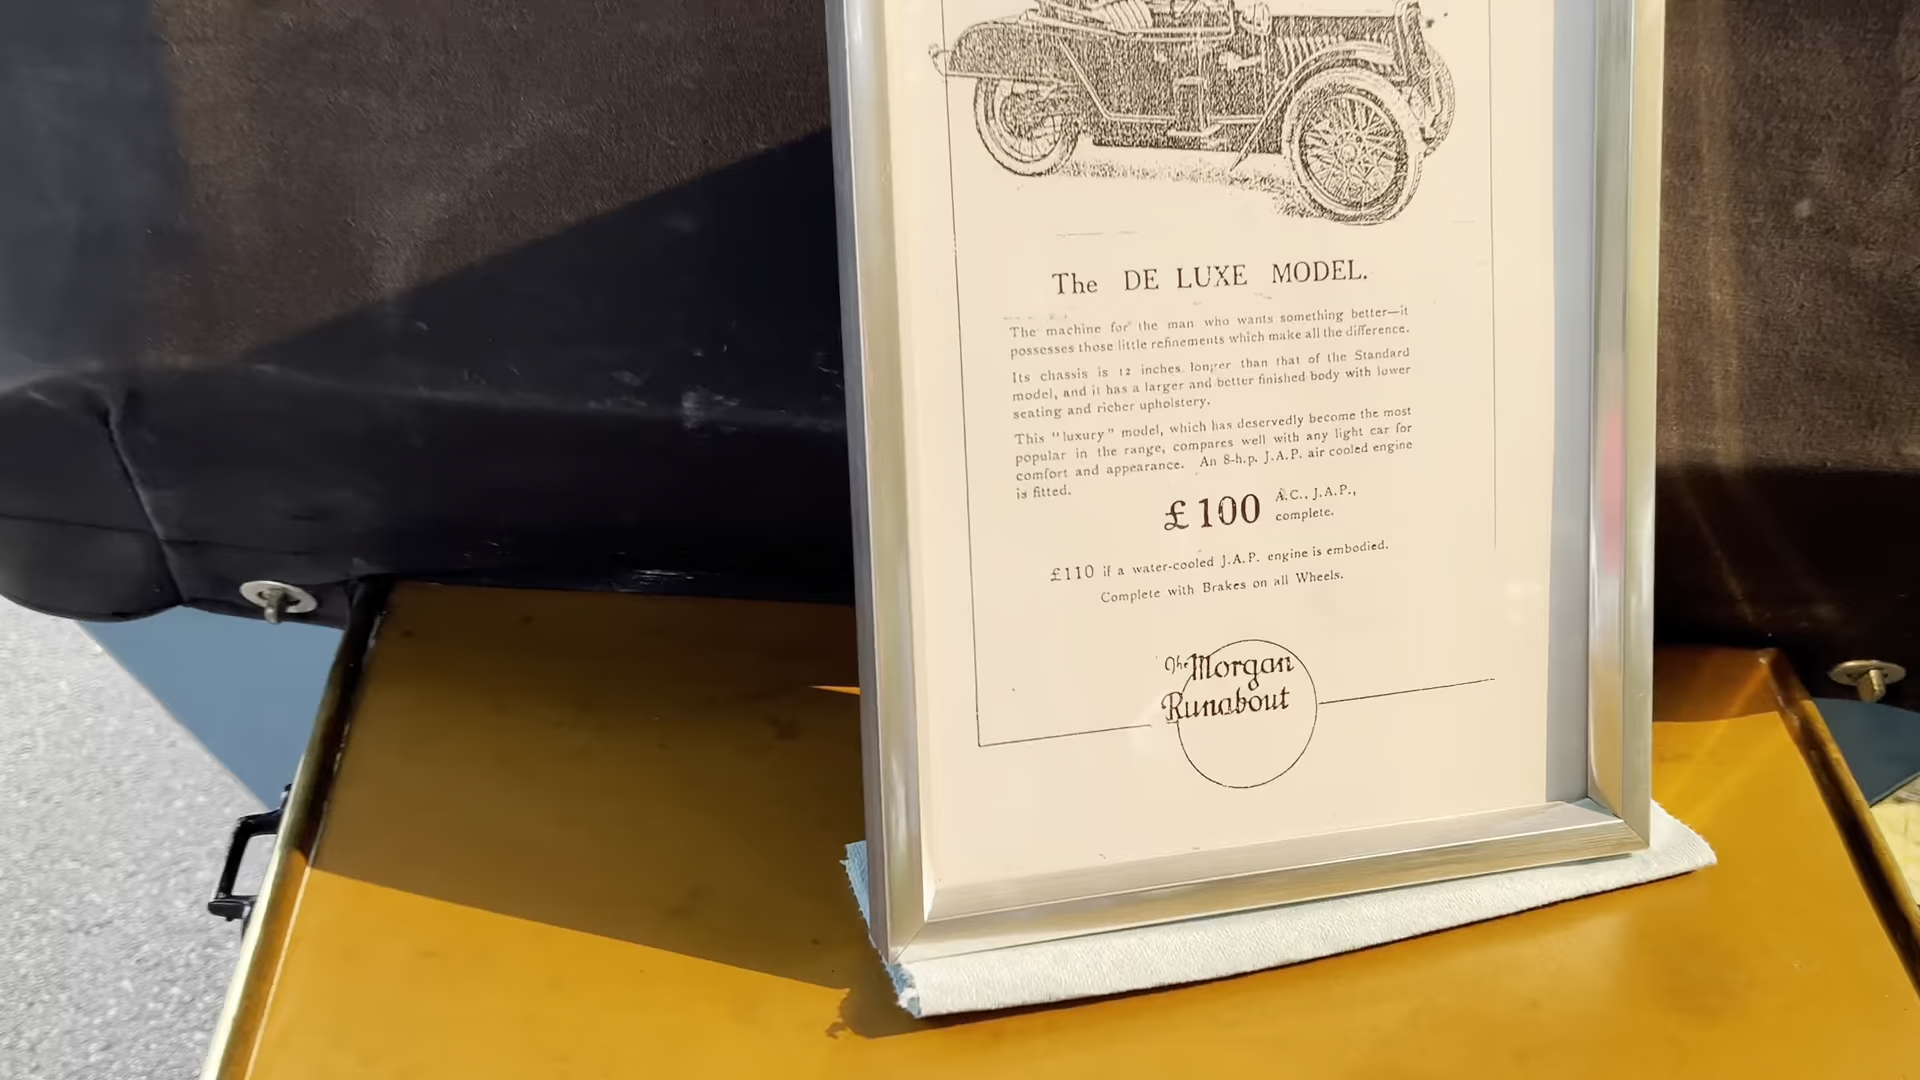 The DE LUXE MODEL.
The machine for the man who wants something better—it
possesses those little refinements which make all the difference.
Its chassis is 12 inches longer than that of the Standard
model, and it has a larger and better finished body with lower
seating and richer upholstery.
This "luxury" model, which has deservedly become the most
popular in the range, compares well with any light car for
comfort and appearance. An 8-h.p. J.A.P. air cooled engine
is fitted.
£100 A.C., J.A.P.,
complete.
£110 if a water-cooled J.A.P. engine is embodied.
Complete with Brakes on all Wheels.
The Morgan
Runabout